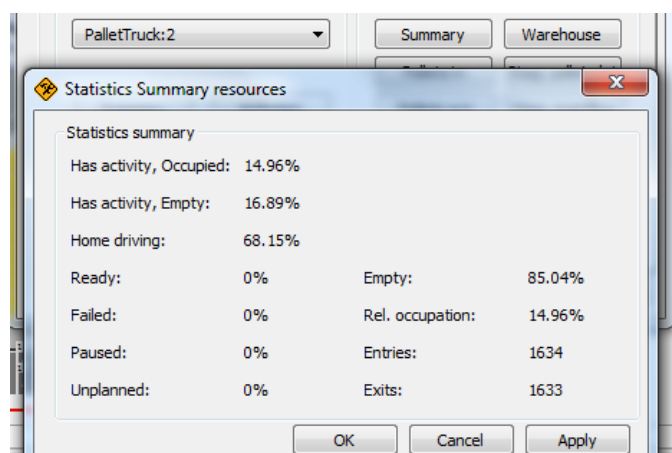 PalletTruck:2 Summary Warehouse
Statistics Summary resources
Statistics summary
Has activity, Occupied: 14.96%
Has activity, Empty: 16.89%
Home driving: 68.15%
Ready: 0% Empty: 85.04%
Failed: 0% Rel. occupation: 14.96%
Paused: 0% Entries: 1634
Unplanned: 0% Exits: 1633
OK Cancel Apply